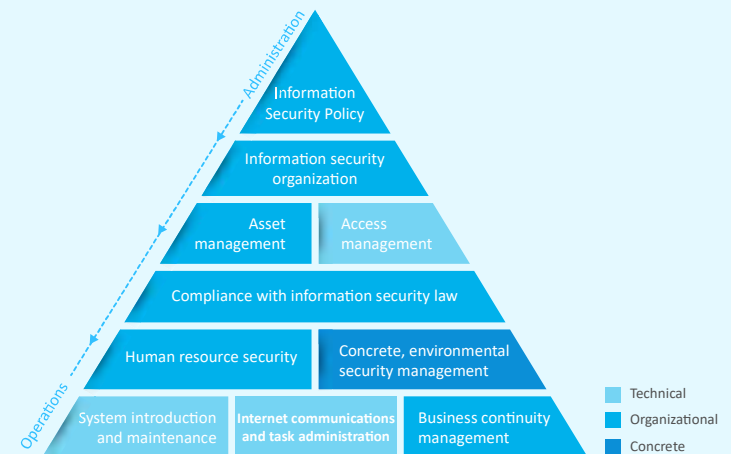 Administration
Information
Security Policy
Information security
organization
Asset
management
Access
management
Compliance with information security law
Human resource security
Concrete, environmental
security management
Operations
System introduction
and maintenance
Internet communications
and task administration
Business continuity
management
Technical
Organizational
Concrete